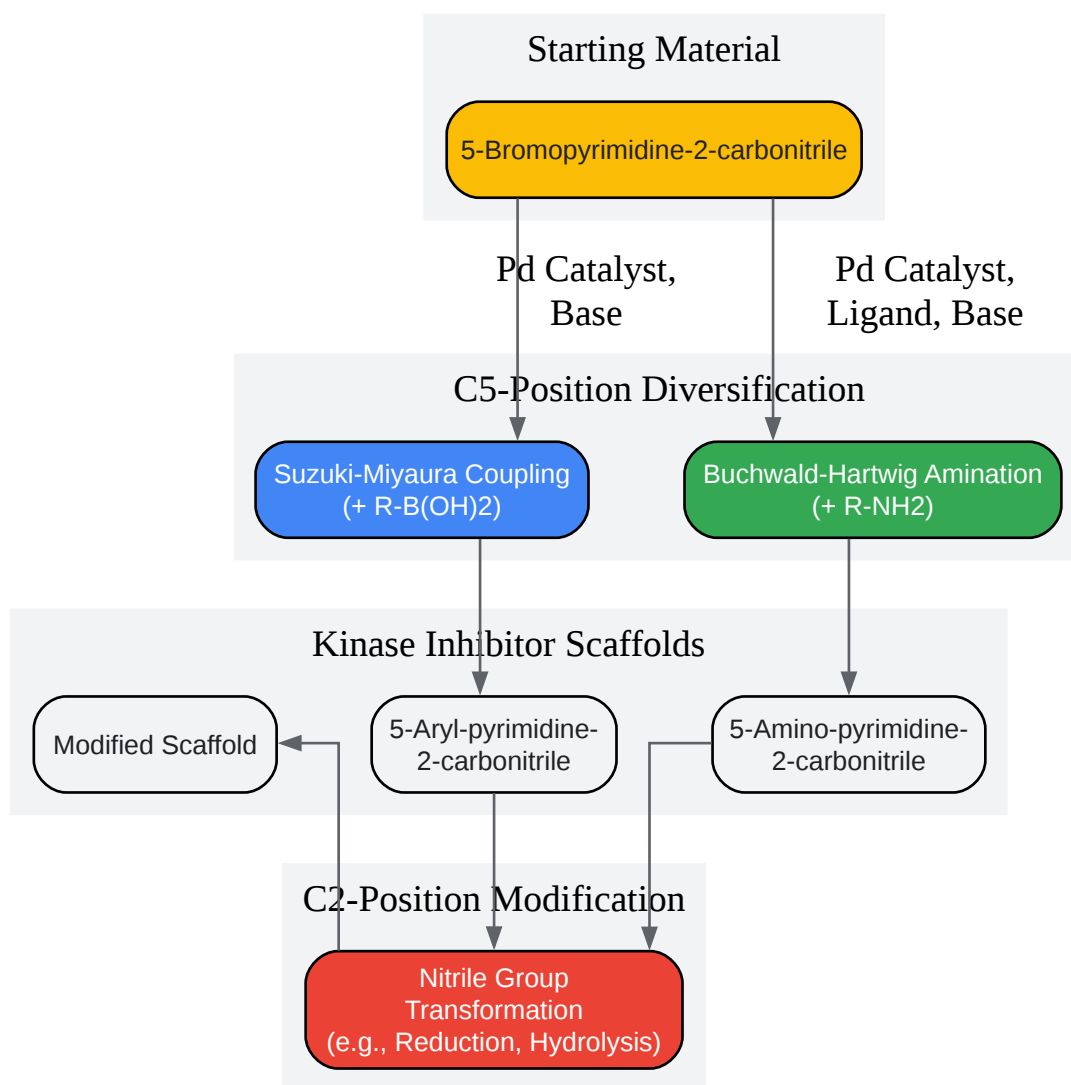 Starting Material
5-Bromopyrimidine-2-carbonitrile
Pd Catalyst,
Base
Pd Catalyst,
Ligand, Base
C5-Position Diversification
Suzuki-Miyaura Coupling
(+ R-B(OH)2)
Buchwald-Hartwig Amination
(+ R-NH2)
Kinase Inhibitor Scaffolds
Modified Scaffold
5-Aryl-pyrimidine-
2-carbonitrile
5-Amino-pyrimidine-
2-carbonitrile
C2-Position Modification
Nitrile Group
Transformation
(e.g., Reduction, Hydrolysis)